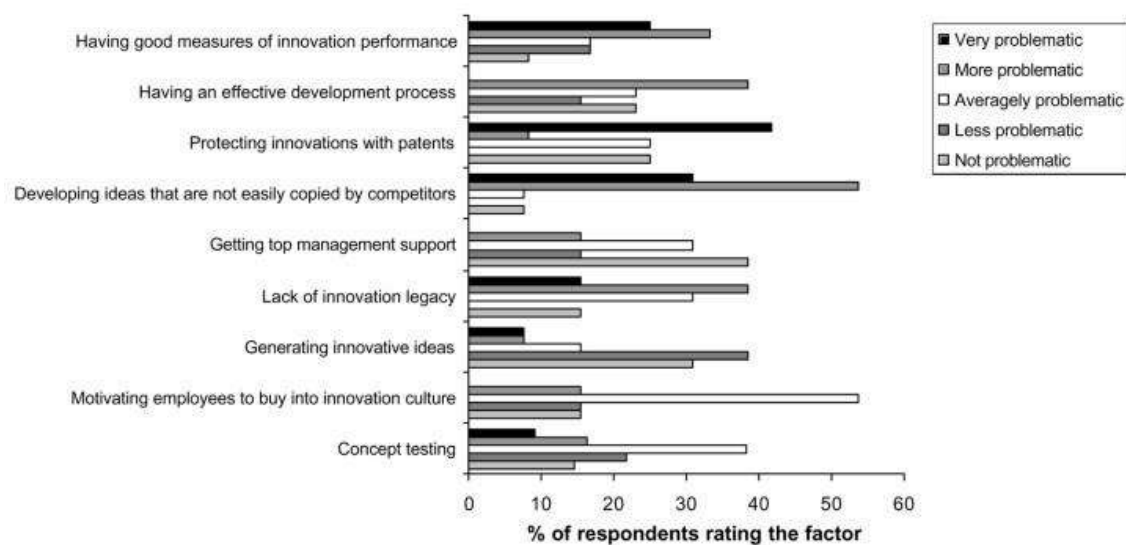 Having good measures of innovation performance
Having an effective development process
Protecting innovations with patents
Developing ideas that are not easily copied by competitors
Getting top management support
Lack of innovation legacy
Generating innovative ideas
Motivating employees to buy into innovation culture
Concept testing
0 10 20 30 40 50 60
% of respondents rating the factor
Very problematic
More problematic
Averagely problematic
Less problematic
Not problematic